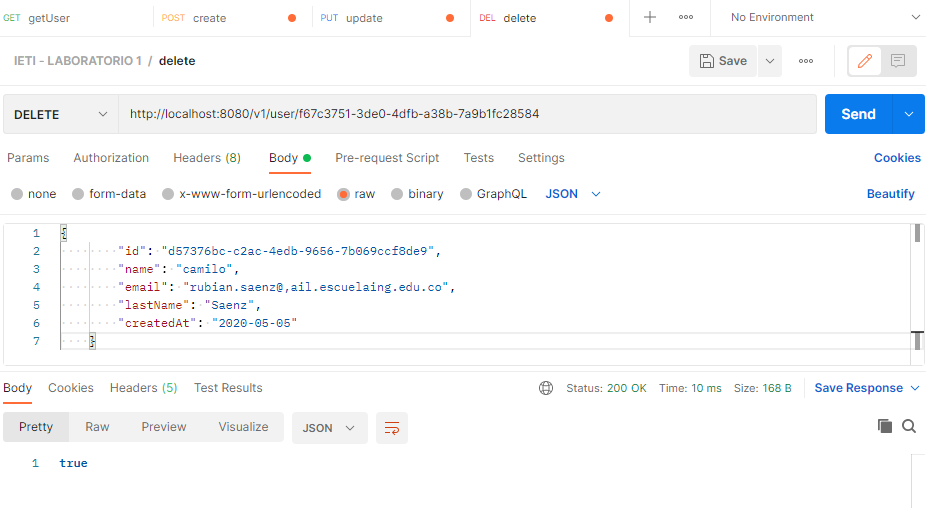 GET getUser POST create PUT update DEL delete + ooo No Environment
IETI - LABORATORIO 1 / delete Save ooo
DELETE http://localhost:8080/v1/user/f67c3751-3de0-4dfb-a38b-7a9b1fc28584 Send
Params Authorization Headers (8) Body Pre-request Script Tests Settings Cookies
none form-data x-www-form-urlencoded raw binary GraphQL JSON Beautify
1 {
2 "id": "d57376bc-c2ac-4edb-9656-7b069ccf8de9",
3 "name": "camilo",
4 "email": "rubian.saenz@,ail.escuelaing.edu.co",
5 "lastName": "Saenz",
6 "createdAt": "2020-05-05"
7 }
Body Cookies Headers (5) Test Results Status: 200 OK Time: 10 ms Size: 168 B Save Response
Pretty Raw Preview Visualize JSON
1 true